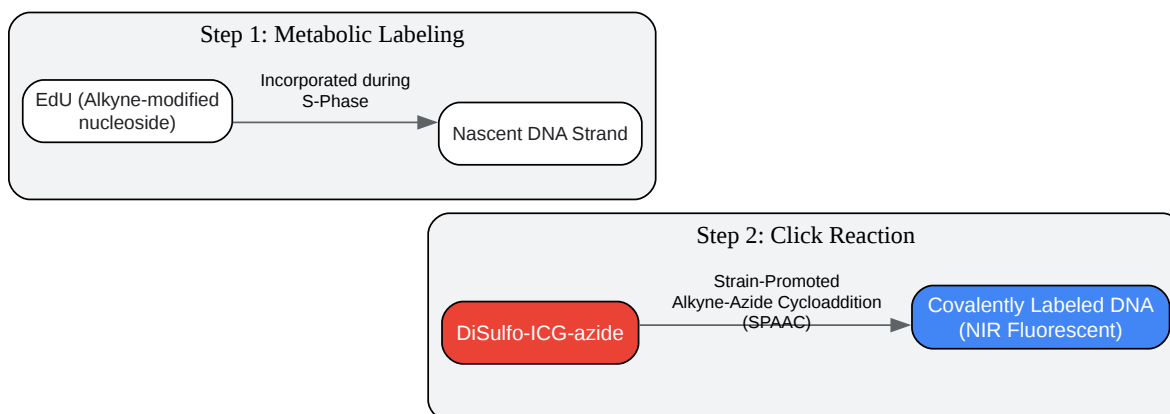 Step 1: Metabolic Labeling
EdU (Alkyne-modified
nucleoside)
Incorporated during
S-Phase
Nascent DNA Strand
Step 2: Click Reaction
DiSulfo-ICG-azide
Strain-Promoted
Alkyne-Azide Cycloaddition
(SPAAC)
Covalently Labeled DNA
(NIR Fluorescent)